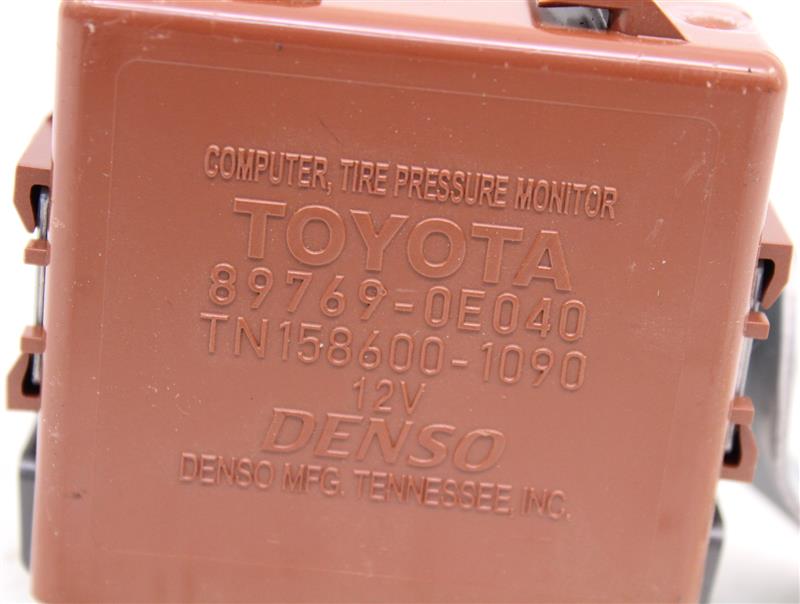 COMPUTER, TIRE PRESSURE MONITOR
TOYOTA
89769-0E040
TN158600-1090
12V
DENSO
DENSO MFG. TENNESSEE, INC.